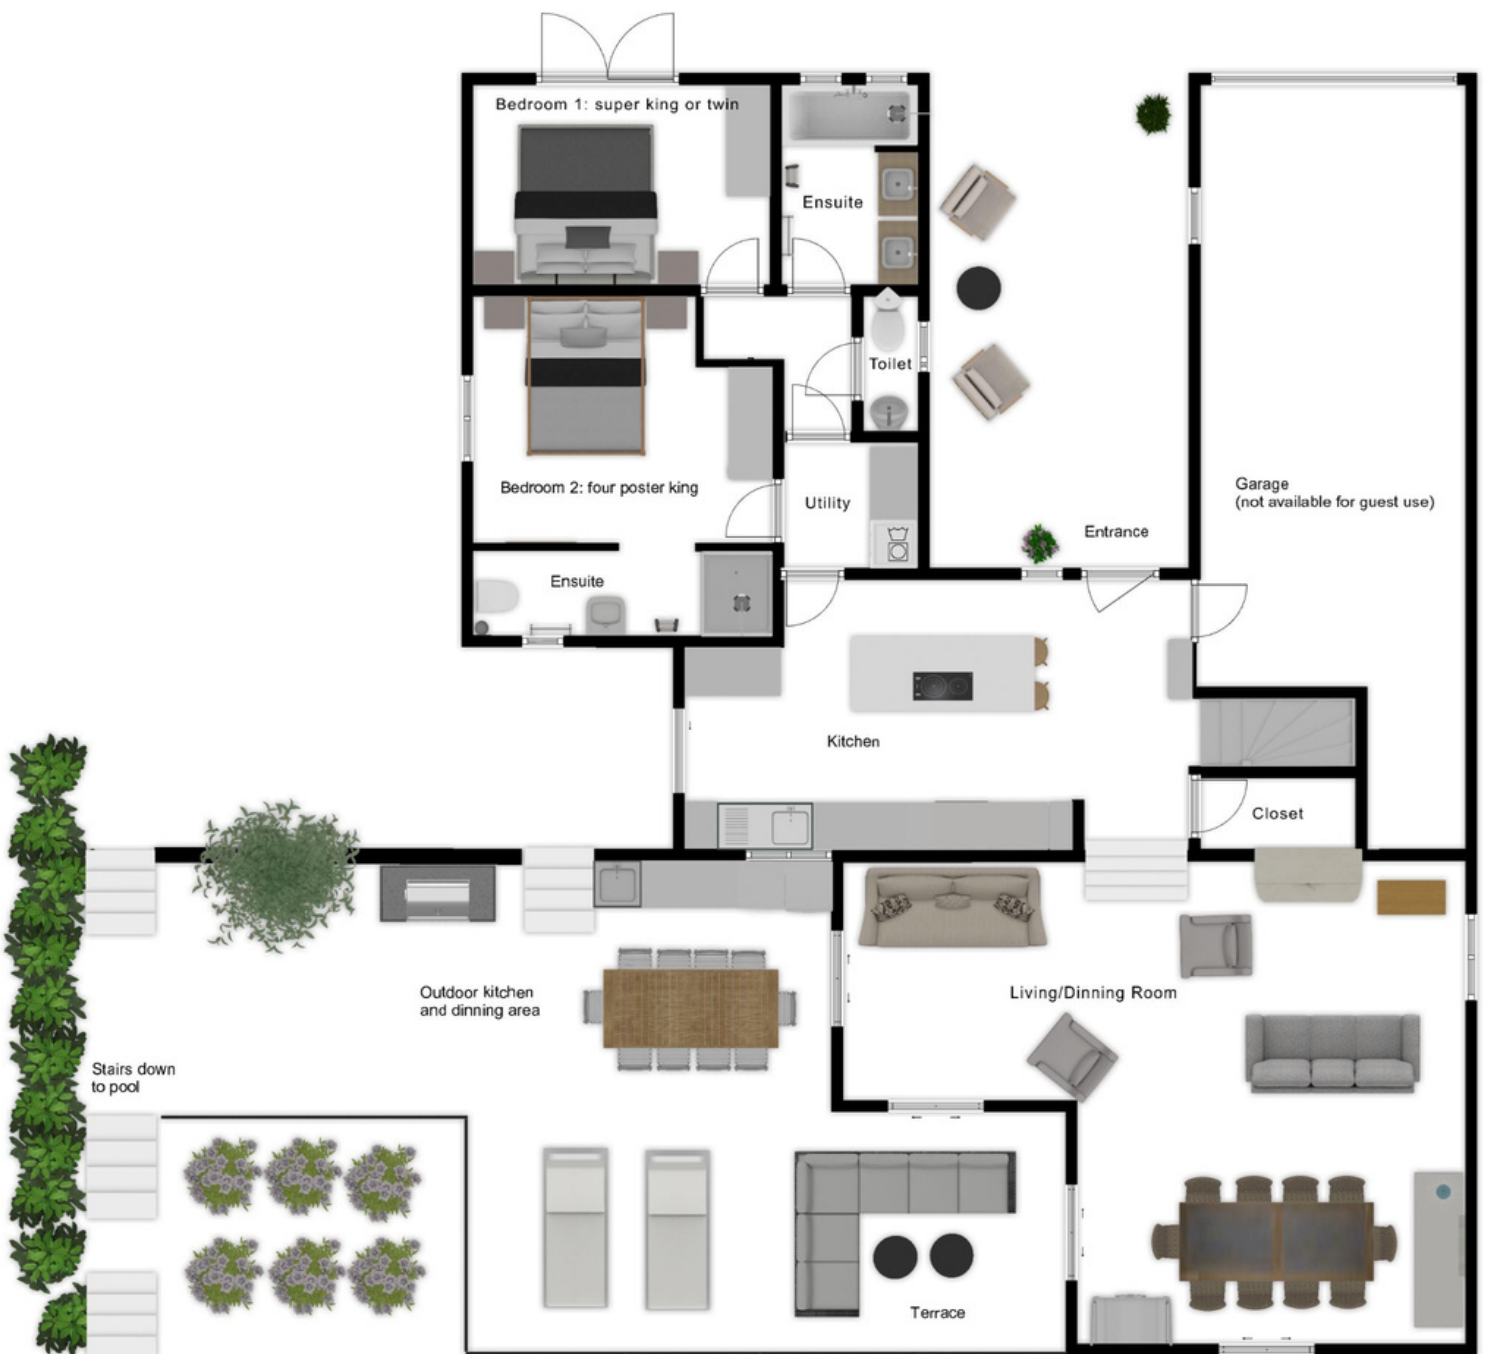 Bedroom 1: super king or twin
Ensuite
Toilet
Bedroom 2: four poster king
Utility
Garage
(not available for guest use)
Entrance
Ensuite
Kitchen
Closet
Outdoor kitchen
and dinning area
Living/Dinning Room
Stairs down
to pool
Terrace